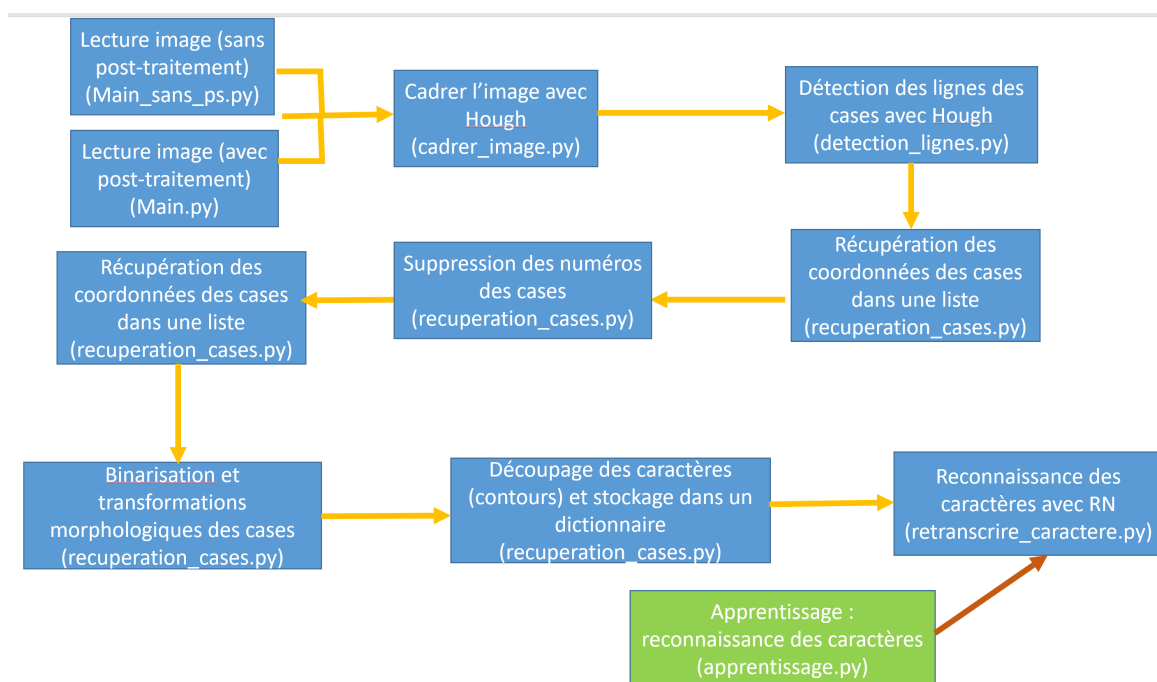 Lecture image (sans
post-traitement)
(Main_sans_ps.py)
Lecture image (avec
post-traitement)
(Main.py)
Cadrer l'image avec
Hough
(cadrer_image.py)
Détection des lignes des
cases avec Hough
(detection_lignes.py)
Récupération des
coordonnées des cases
dans une liste
(recuperation_cases.py)
Suppression des numéros
des cases
(recuperation_cases.py)
Récupération des
coordonnées des cases
dans une liste
(recuperation_cases.py)
Binarisation et
transformations
morphologiques des cases
(recuperation_cases.py)
Découpage des caractères
(contours) et stockage dans un
dictionnaire
(recuperation_cases.py)
Reconnaissance des
caractères avec RN
(retranscrire_caractere.py)
Apprentissage :
reconnaissance des caractères
(apprentissage.py)